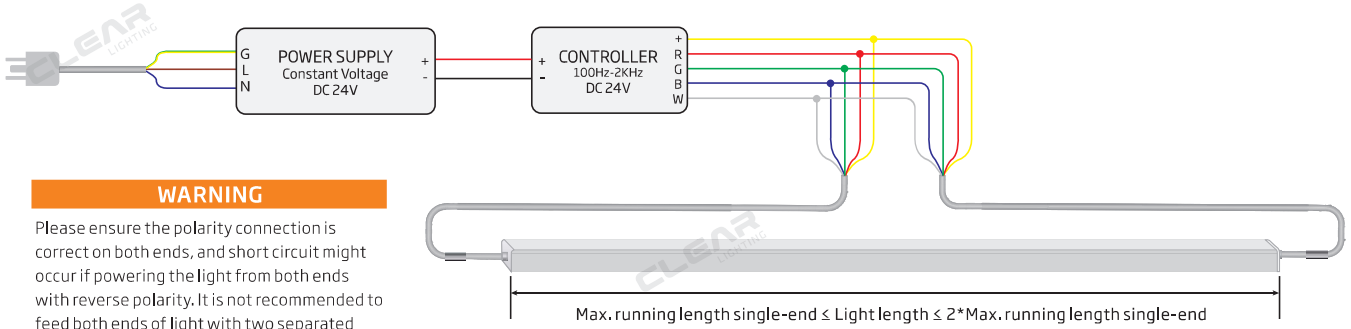 CLEAR
LIGHTING
G
L
N
POWER SUPPLY
Constant Voltage
DC 24V
+
-
+
-
CONTROLLER
100Hz-2KHz
DC 24V
+
R
G
B
W
WARNING
Please ensure the polarity connection is
correct on both ends, and short circuit might
occur if powering the light from both ends
with reverse polarity. It is not recommended to
feed both ends of light with two separated
CLEAR
LIGHTING
Max. running length single-end ≤ Light length ≤ 2*Max. running length single-end